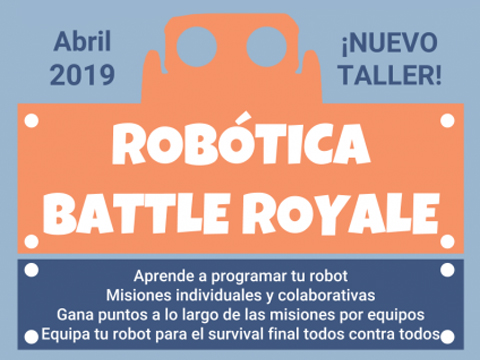 Abril
2019
¡NUEVO
TALLER!
ROBÓTICA
BATTLE ROYALE
Aprende a programar tu robot
Misiones individuales y colaborativas
Gana puntos a lo largo de las misiones por equipos
Equipa tu robot para el survival final todos contra todos